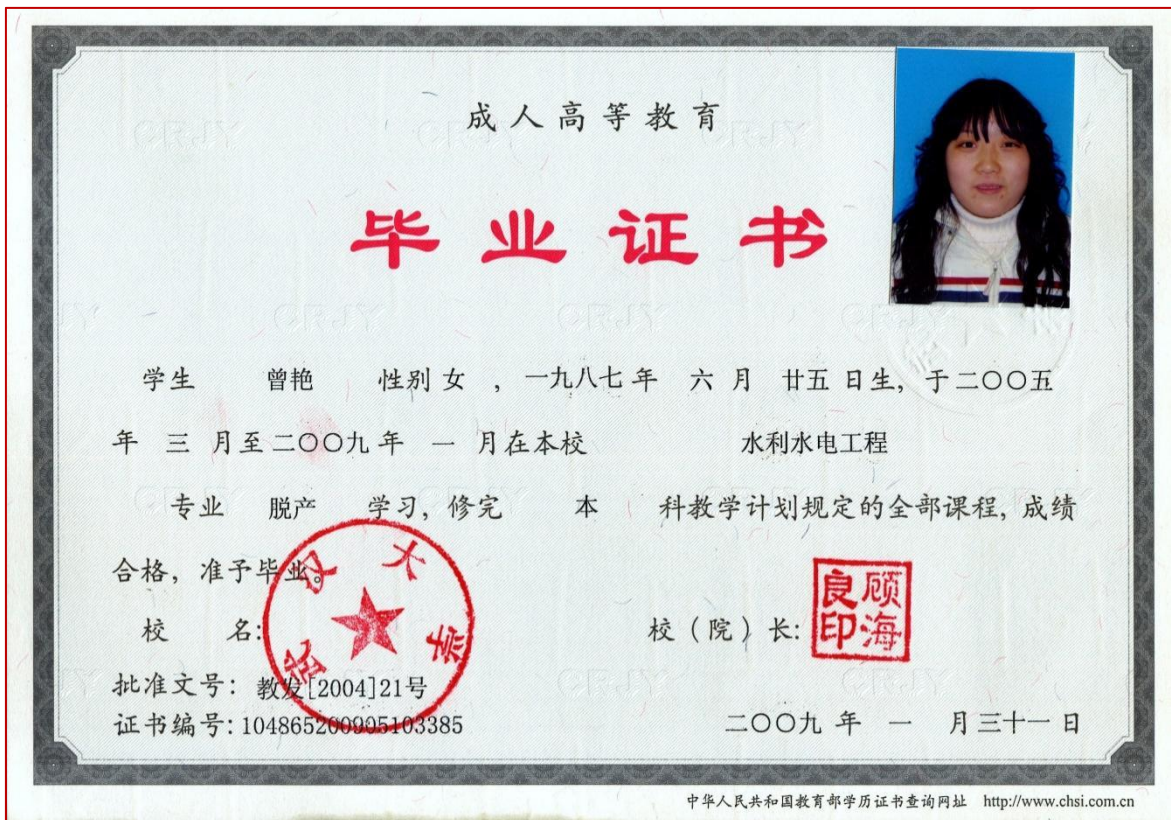 成人高等教育
毕业证书
学生 曾艳 性别 女 , 一九八七 年 六 月 廿五 日生, 于二〇〇五
年 三 月至二〇〇九年 一 月在本校 水利水电工程
专业 脱产 学习, 修完 本 科教学计划规定的全部课程, 成绩
合格, 准予毕业。
校 名: 武汉大学
校(院)长: 顾海良印
批准文号: 教发[2004]21号
证书编号: 104865200905103385
二〇〇九 年 一 月三十一日
中华人民共和国教育部学历证书查询网址 http://www.chsi.com.cn
CRJY